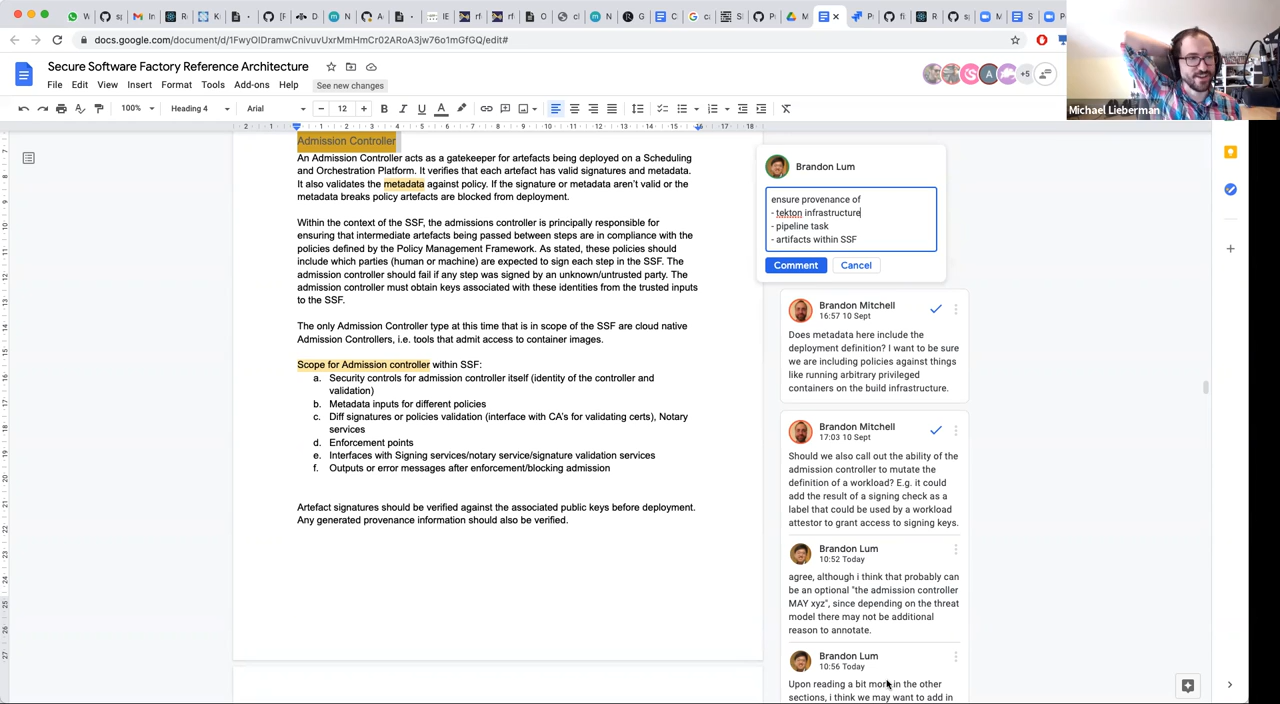 docs.google.com/document/d/1FwyOIDramwCnivuvUxrMmHmCr02ARoA3jw76o1mGfGQ/edit#
Secure Software Factory Reference Architecture
File Edit View Insert Format Tools Add-ons Help See new changes
+5
100% Heading 4 Arial 12
Michael Lieberman
Admission Controller
An Admission Controller acts as a gatekeeper for artefacts being deployed on a Scheduling
and Orchestration Platform. It verifies that each artefact has valid signatures and metadata.
It also validates the metadata against policy. If the signature or metadata aren't valid or the
metadata breaks policy artefacts are blocked from deployment.
Within the context of the SSF, the admissions controller is principally responsible for
ensuring that intermediate artefacts being passed between steps are in compliance with the
policies defined by the Policy Management Framework. As stated, these policies should
include which parties (human or machine) are expected to sign each step in the SSF. The
admission controller should fail if any step was signed by an unknown/untrusted party. The
admission controller must obtain keys associated with these identities from the trusted inputs
to the SSF.
The only Admission Controller type at this time that is in scope of the SSF are cloud native
Admission Controllers, i.e. tools that admit access to container images.
Scope for Admission controller within SSF:
a. Security controls for admission controller itself (identity of the controller and
validation)
b. Metadata inputs for different policies
c. Diff signatures or policies validation (interface with CA's for validating certs), Notary
services
d. Enforcement points
e. Interfaces with Signing services/notary service/signature validation services
f. Outputs or error messages after enforcement/blocking admission
Artefact signatures should be verified against the associated public keys before deployment.
Any generated provenance information should also be verified.
Brandon Lum
ensure provenance of
- tekton infrastructure
- pipeline task
- artifacts within SSF
Comment Cancel
Brandon Mitchell
16:57 10 Sept
Does metadata here include the
deployment definition? I want to be sure
we are including policies against things
like running arbitrary privileged
containers on the build infrastructure.
Brandon Mitchell
17:03 10 Sept
Should we also call out the ability of the
admission controller to mutate the
definition of a workload? E.g. it could
add the result of a signing check as a
label that could be used by a workload
attestor to grant access to signing keys.
Brandon Lum
10:52 Today
agree, although i think that probably can
be an optional "the admission controller
MAY xyz", since depending on the threat
model there may not be additional
reason to annotate.
Brandon Lum
10:56 Today
Upon reading a bit more in the other
sections, i think we may want to add in